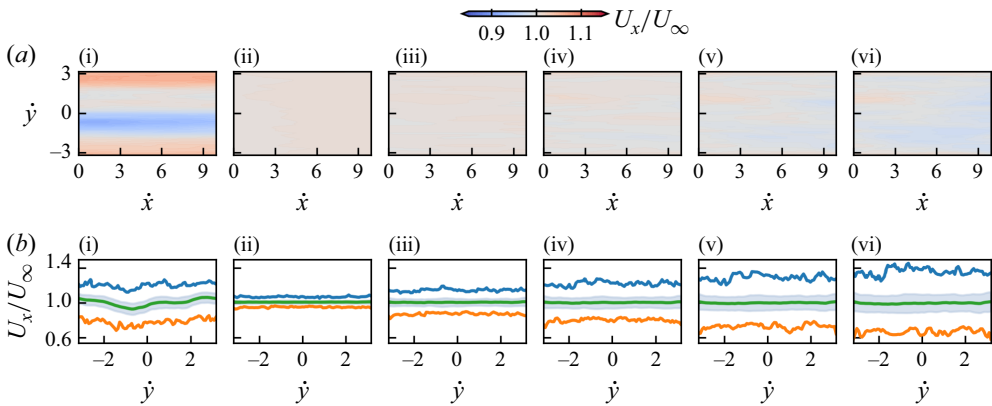 0.9 1.0 1.1 U_x/U_∞
(a) (i) (ii) (iii) (iv) (v) (vi)
3
ẏ 0
−3
0 3 6 9 0 3 6 9 0 3 6 9 0 3 6 9 0 3 6 9 0 3 6 9
ẋ ẋ ẋ ẋ ẋ ẋ
(b) (i) (ii) (iii) (iv) (v) (vi)
1.4
U_x/U_∞ 1.0
0.6
−2 0 2 −2 0 2 −2 0 2 −2 0 2 −2 0 2 −2 0 2
ẏ ẏ ẏ ẏ ẏ ẏ